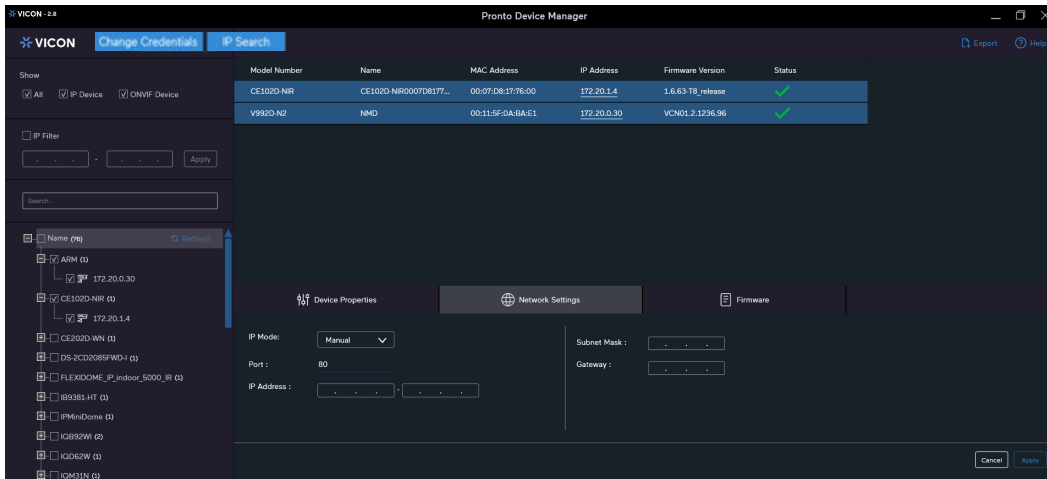 VICON - 2.8
Pronto Device Manager
VICON
Change Credentials
IP Search
Export
Help
Show
All
IP Device
ONVIF Device
IP Filter
. . . - . . .
Apply
Search...
Name (76)
Refresh
ARM (1)
172.20.0.30
CE102D-NIR (1)
172.20.1.4
CE202D-WN (1)
DS-2CD2085FWD-I (1)
FLEXIDOME_IP_indoor_5000_IR (1)
IB9381-HT (1)
IPMiniDome (1)
IQB92WI (2)
IQD62W (1)
IQM31N (1)
Model Number Name MAC Address IP Address Firmware Version Status
CE102D-NIR CE102D-NIR0007D8177... 00:07:D8:17:76:00 172.20.1.4 1.6.63-T8_release
V992D-N2 NMD 00:11:5F:0A:BA:E1 172.20.0.30 VCN01.2.1236.96
Device Properties
Network Settings
Firmware
IP Mode: Manual
Port : 80
IP Address : . . . - . . .
Subnet Mask : . . .
Gateway : . . .
Cancel
Apply